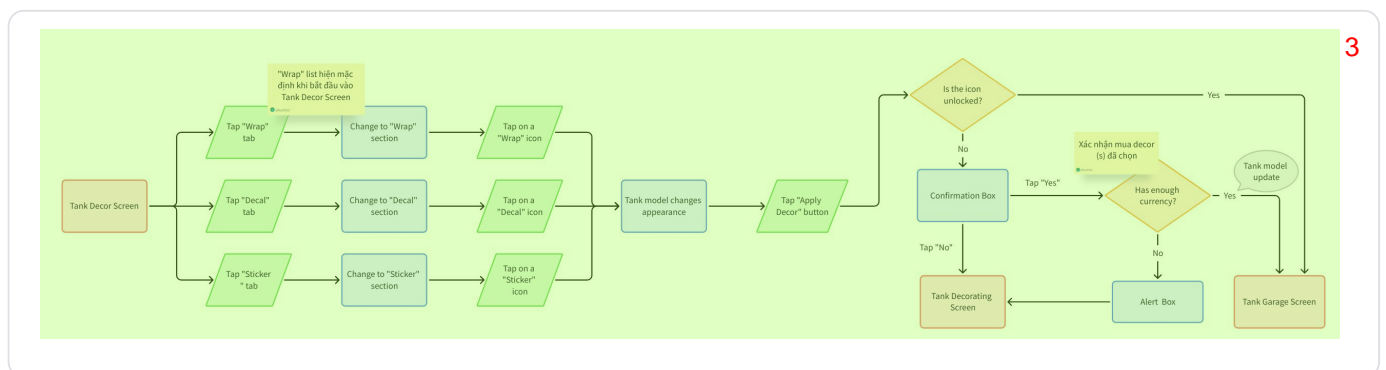 3
"Wrap" list hiện mặc
định khi bắt đầu vào
Tank Decor Screen
Tank Decor Screen
Tap "Wrap"
tab
Change to "Wrap"
section
Tap on a
"Wrap" icon
Tap "Decal"
tab
Change to "Decal"
section
Tap on a
"Decal" icon
Tap "Sticker
" tab
Change to "Sticker"
section
Tap on a
"Sticker"
icon
Tank model changes
appearance
Tap "Apply
Decor" button
Is the icon
unlocked?
Yes
No
Confirmation Box
Tap "Yes"
Tap "No"
Xác nhận mua decor
(s) đã chọn
Has enough
currency?
Yes
Tank model
update
No
Tank Decorating
Screen
Alert Box
Tank Garage Screen